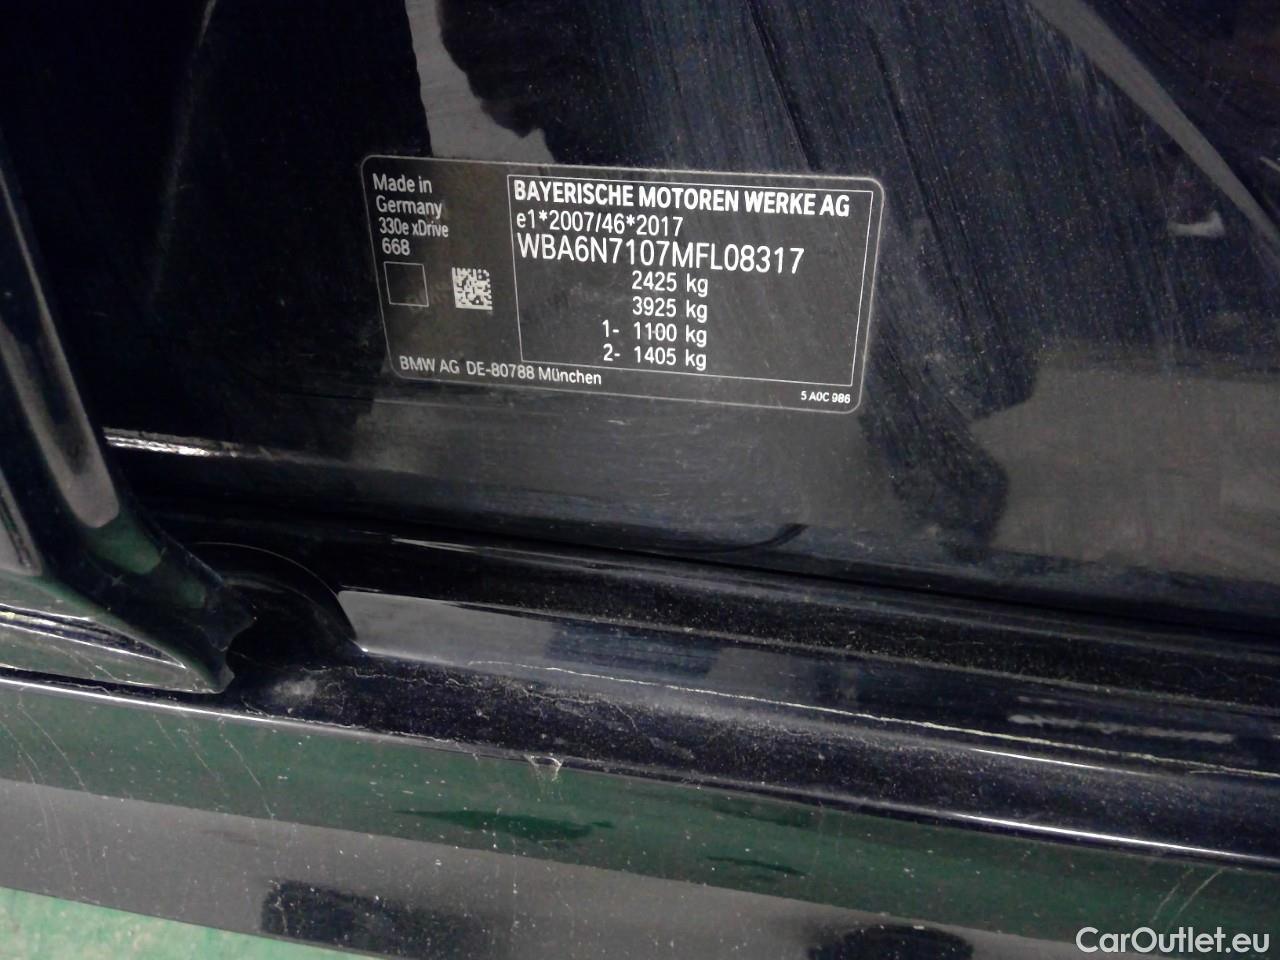 Made in
Germany
330e xDrive
668
BAYERISCHE MOTOREN WERKE AG
e1*2007/46*2017
WBA6N7107MFL08317
2425 kg
3925 kg
1- 1100 kg
2- 1405 kg
BMW AG DE-80788 München
5 A0C 986
CarOutlet.eu